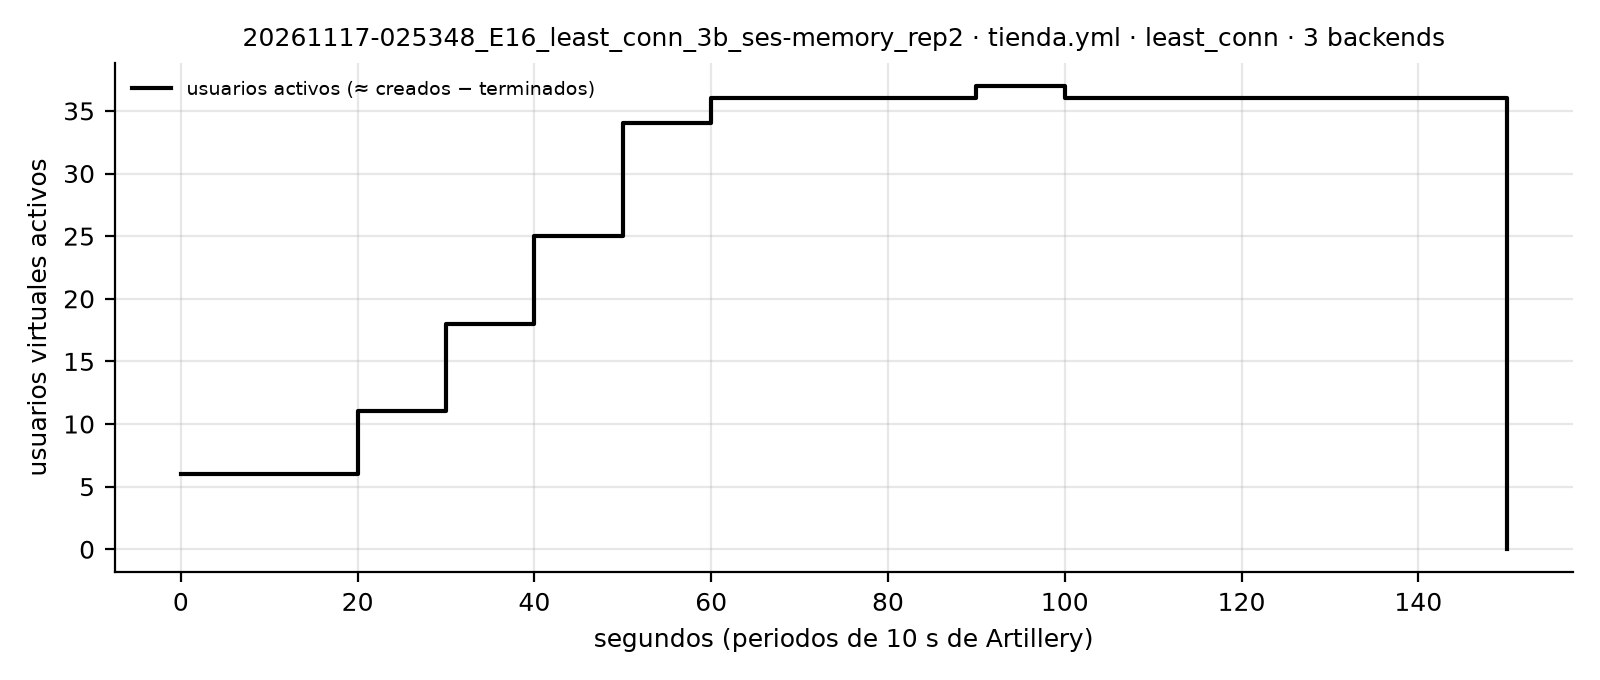 20261117-025348_E16_least_conn_3b_ses-memory_rep2 · tienda.yml · least_conn · 3 backends
usuarios activos (≈ creados − terminados)
usuarios virtuales activos
35
30
25
20
15
10
5
0
0 20 40 60 80 100 120 140
segundos (periodos de 10 s de Artillery)